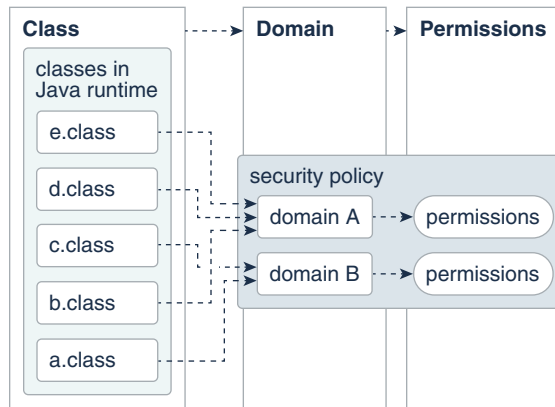 Class
Domain
Permissions
classes in
Java runtime
e.class
d.class
c.class
b.class
a.class
security policy
domain A
permissions
domain B
permissions